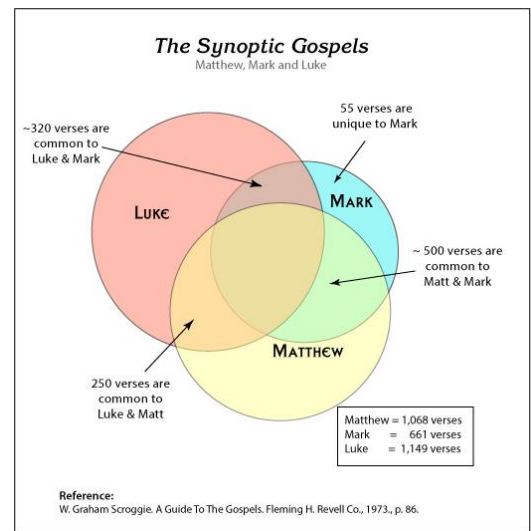 The Synoptic Gospels
Matthew, Mark and Luke
~320 verses are
common to
Luke & Mark
55 verses are
unique to Mark
LUKE
MARK
~ 500 verses are
common to
Matt & Mark
MATTHEW
250 verses are
common to
Luke & Matt
Matthew = 1,068 verses
Mark = 661 verses
Luke = 1,149 verses
Reference:
W. Graham Scroggie. A Guide To The Gospels. Fleming H. Revell Co., 1973., p. 86.